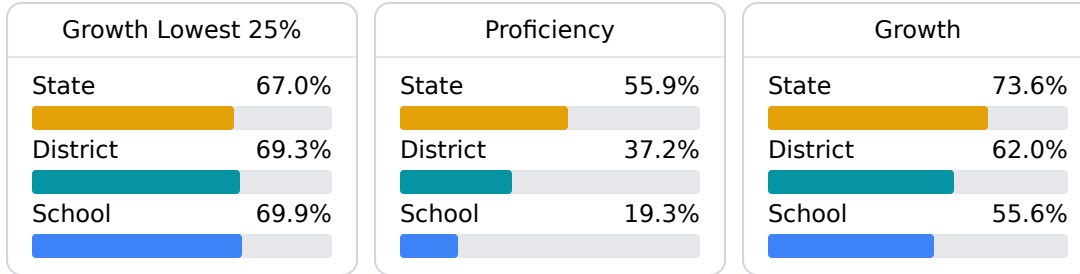 Growth Lowest 25%
State 67.0%
District 69.3%
School 69.9%
Proficiency
State 55.9%
District 37.2%
School 19.3%
Growth
State 73.6%
District 62.0%
School 55.6%